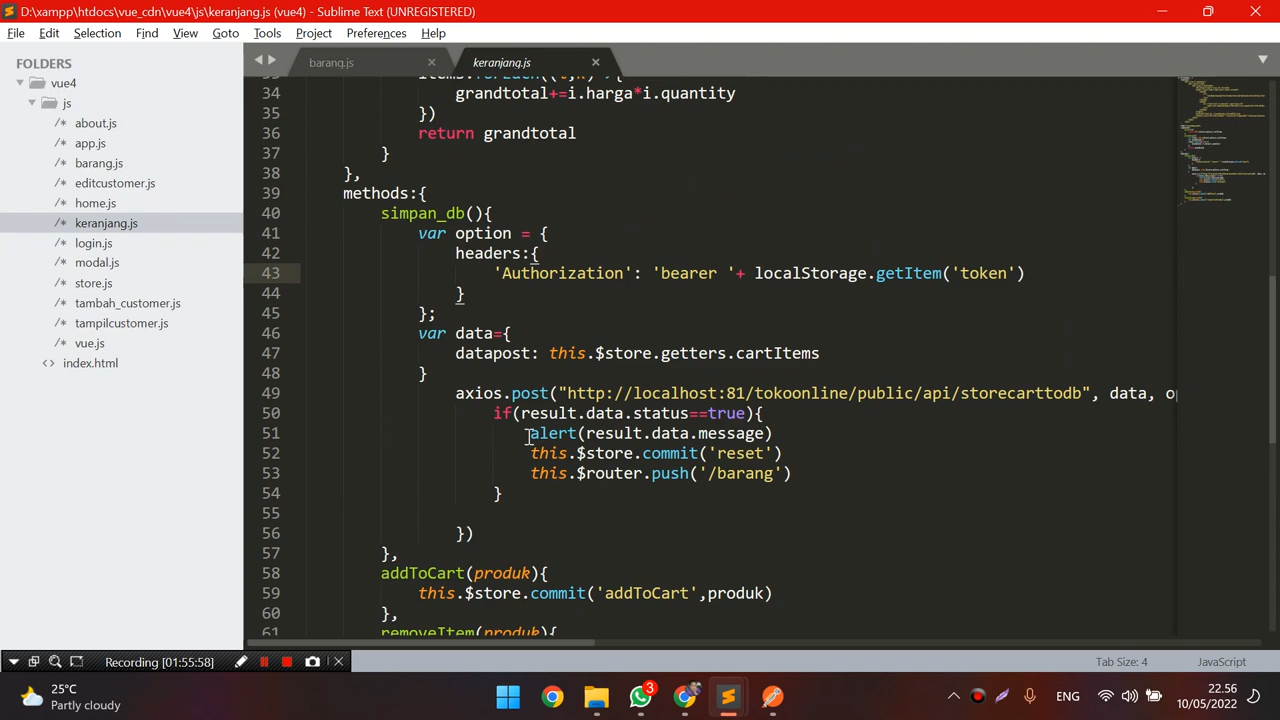 D:\xampp\htdocs\vue_cdn\vue4\js\keranjang.js (vue4) - Sublime Text (UNREGISTERED)
File Edit Selection Find View Goto Tools Project Preferences Help
FOLDERS
vue4
js
/* about.js
/* app.js
/* barang.js
/* editcustomer.js
/* home.js
/* keranjang.js
/* login.js
/* modal.js
/* store.js
/* tambah_customer.js
/* tampilcustomer.js
/* vue.js
<> index.html
barang.js
keranjang.js
34 grandtotal+=i.harga*i.quantity
35 })
36 return grandtotal
37 }
38 },
39 methods:{
40 simpan_db(){
41 var option = {
42 headers:{
43 'Authorization': 'bearer '+ localStorage.getItem('token')
44 }
45 };
46 var data={
47 datapost: this.$store.getters.cartItems
48 }
49 axios.post("http://localhost:81/tokoonline/public/api/storecarttodb", data, op
50 if(result.data.status==true){
51 alert(result.data.message)
52 this.$store.commit('reset')
53 this.$router.push('/barang')
54 }
55
56 })
57 },
58 addToCart(produk){
59 this.$store.commit('addToCart',produk)
60 },
61 removeItem(produk){
Recording [01:55:58]
Tab Size: 4
JavaScript
25°C
Partly cloudy
3
ENG
22.56
10/05/2022